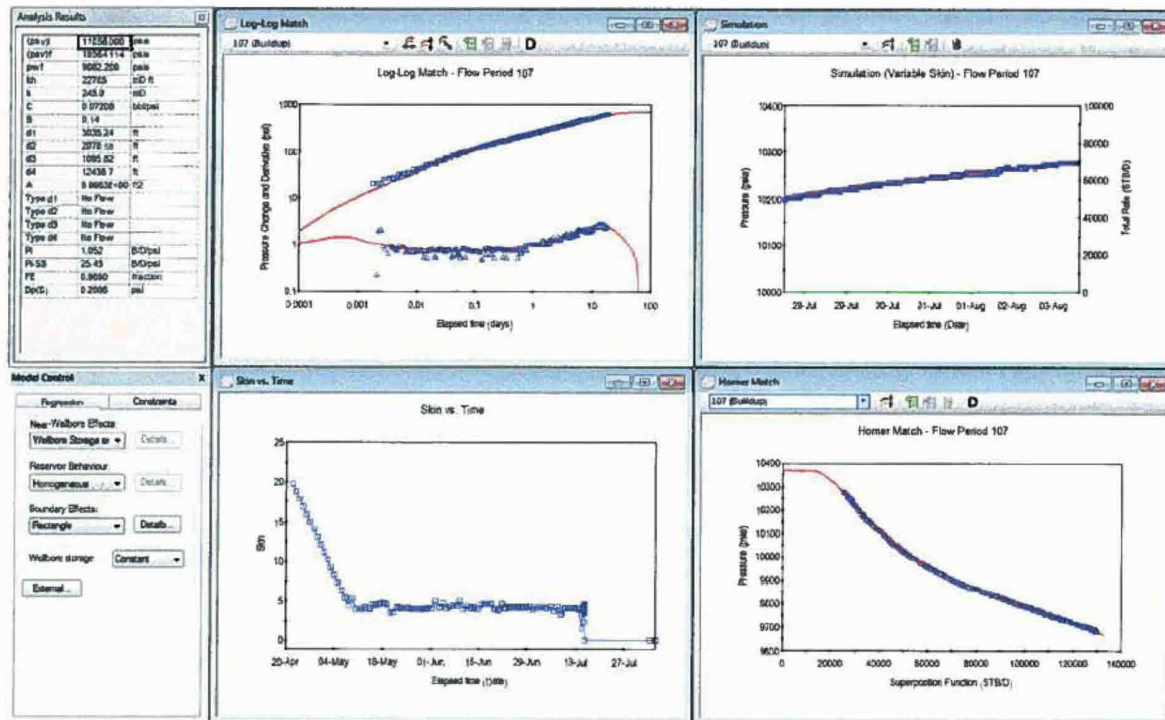 Analysis Results
psia
psia
pwf psia
kh 22765
k mD
C 0.07208 bbl/psi
S 0.14
d1 3035.24 ft
d2 ft
d3 ft
d4 12438.7 ft
A ft2
Type d1 No Flow
Type d2 No Flow
Type d3 No Flow
Type d4 No Flow
PI 1.052 B/D/psi
25.45 B/D/psi
FE fraction
Dp(S) psi
Log-Log Match
107 (Buildup)
D
Log-Log Match - Flow Period 107
Pressure Change and Derivative (psi)
1000
100
10
1
0.1
0.0001 0.001 0.01 0.1 1 10 100
Elapsed time (days)
Simulation
107 (Buildup)
Simulation (Variable Skin) - Flow Period 107
Pressure (psia)
10400
10300
10200
10100
10000
Total Rate (STB/D)
100000
80000
60000
40000
20000
0
28-Jul 29-Jul 30-Jul 31-Jul 01-Aug 02-Aug 03-Aug
Elapsed time (Date)
Model Control X
Regression Constraints
Near-Wellbore Effects:
Wellbore Storage Details...
Reservoir Behaviour:
Homogeneous Details...
Boundary Effects:
Rectangle Details...
Wellbore storage: Constant
External...
Skin vs. Time
Skin vs. Time
Skin
25
20
15
10
5
0
20-Apr 04-May 18-May 01-Jun 15-Jun 29-Jun 13-Jul 27-Jul
Elapsed time (Date)
Horner Match
107 (Buildup)
D
Horner Match - Flow Period 107
Pressure (psia)
10400
10300
10200
10100
10000
9900
9800
9700
9600
0 20000 40000 60000 80000 100000 120000 140000
Superposition Function (STB/D)